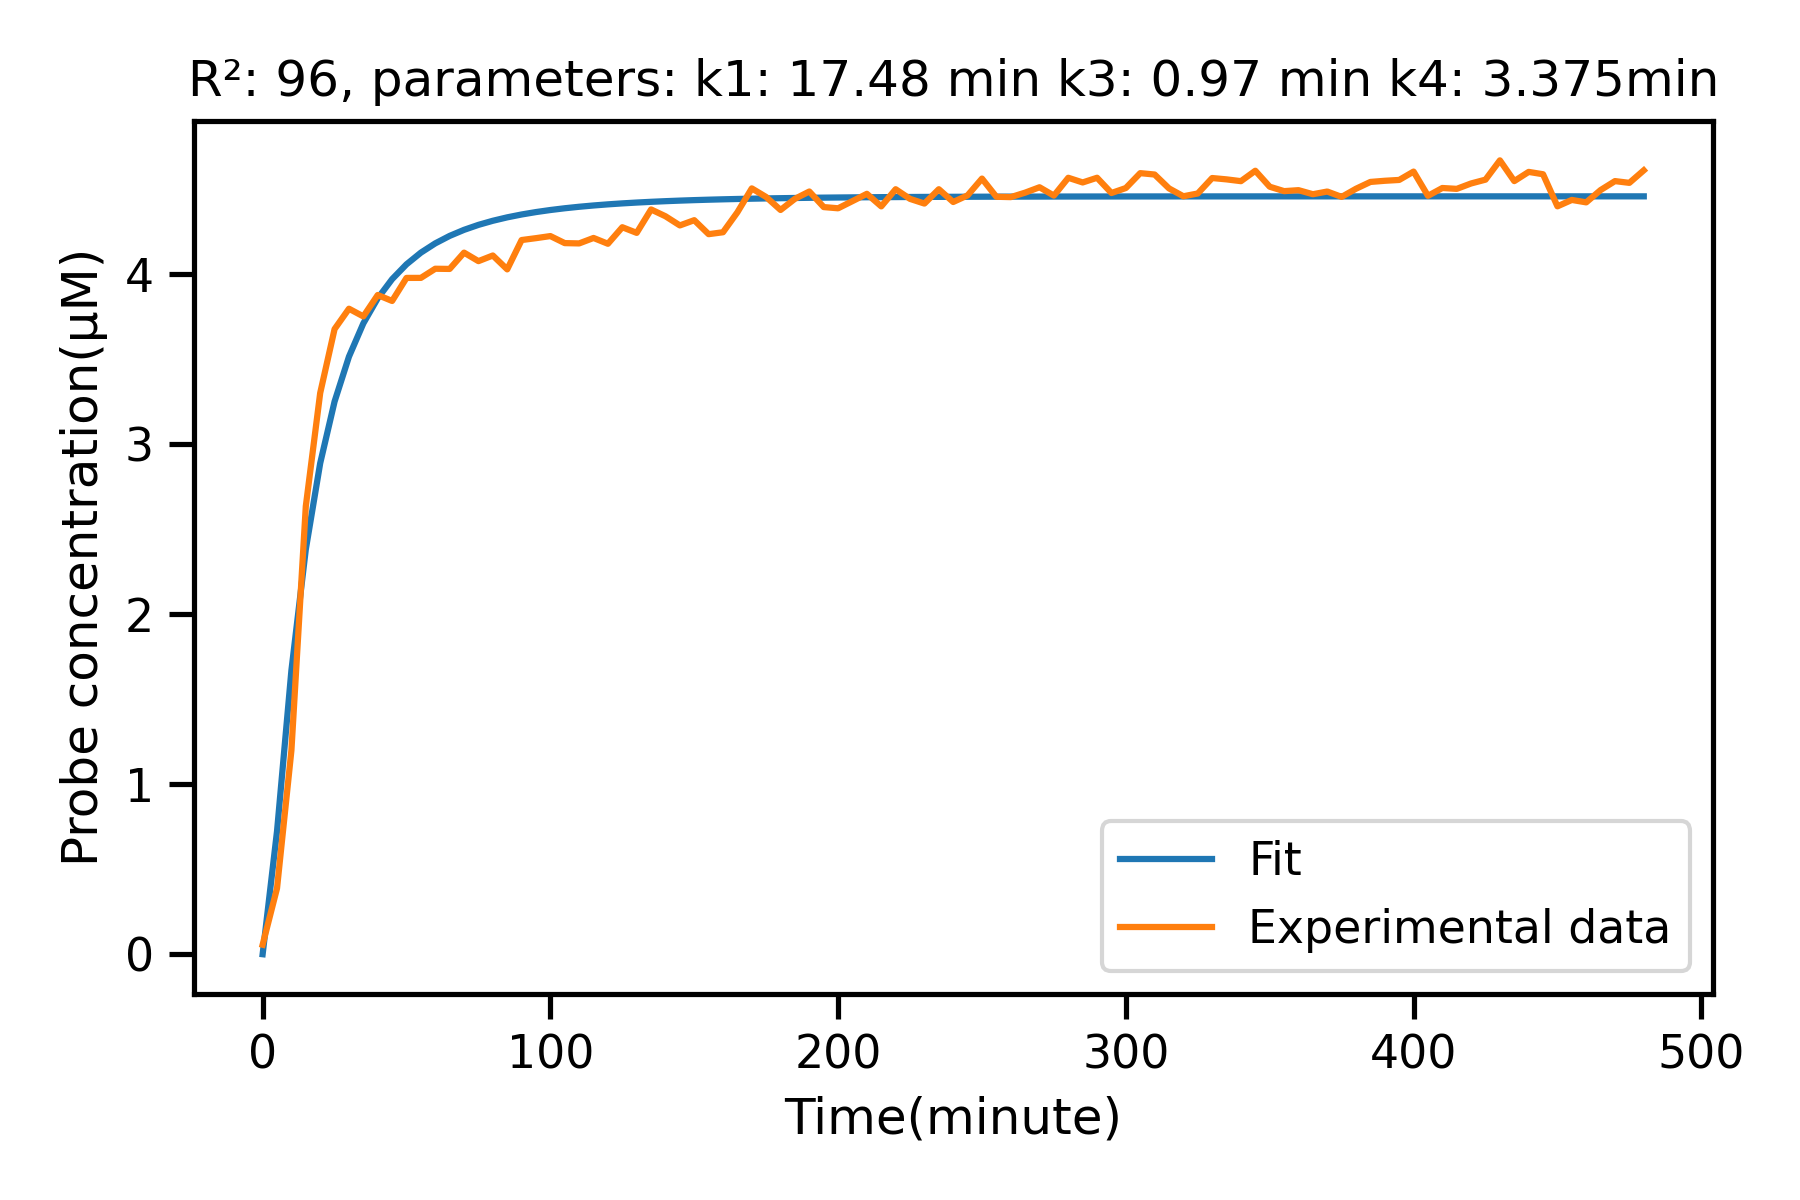 R²: 96, parameters: k1: 17.48 min k3: 0.97 min k4: 3.375min
Probe concentration(μM)
4
3
2
1
0
Fit
Experimental data
0 100 200 300 400 500
Time(minute)